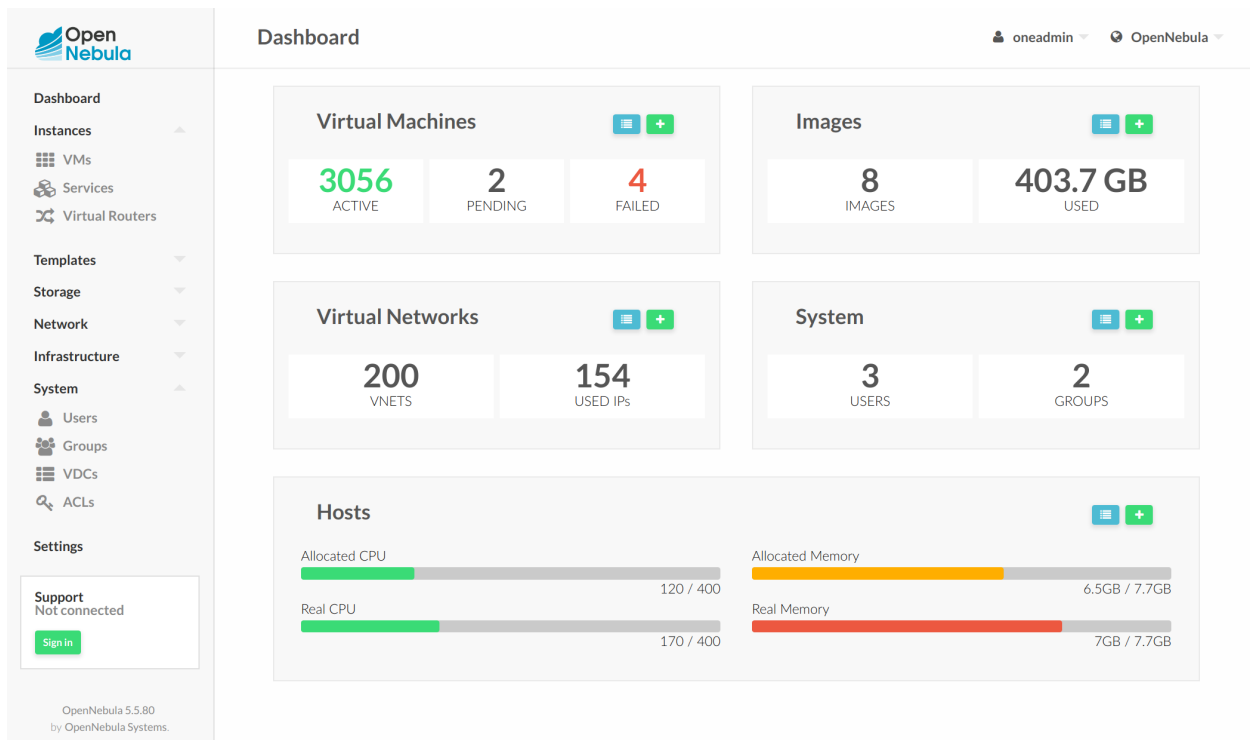 Open
Nebula
Dashboard
oneadmin
OpenNebula
Dashboard
Instances
VMs
Services
Virtual Routers
Templates
Storage
Network
Infrastructure
System
Users
Groups
VDCs
ACLs
Settings
Support
Not connected
Sign in
OpenNebula 5.5.80
by OpenNebula Systems.
Virtual Machines
3056
ACTIVE
2
PENDING
4
FAILED
Images
8
IMAGES
403.7 GB
USED
Virtual Networks
200
VNETS
154
USED IPs
System
3
USERS
2
GROUPS
Hosts
Allocated CPU
120 / 400
Real CPU
170 / 400
Allocated Memory
6.5GB / 7.7GB
Real Memory
7GB / 7.7GB